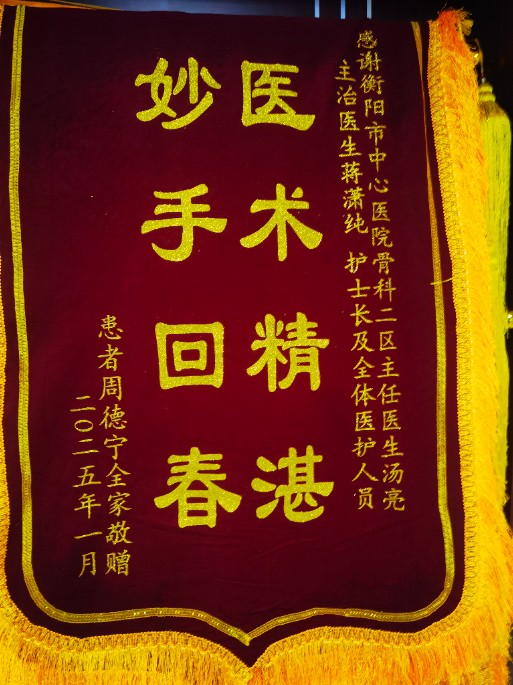 感谢衡阳市中心医院骨科二区主任医生汤亮
主治医生蒋潇纯 护士长及全体医护人员
医术精湛
妙手回春
患者周德宁全家敬赠
二〇二五年一月